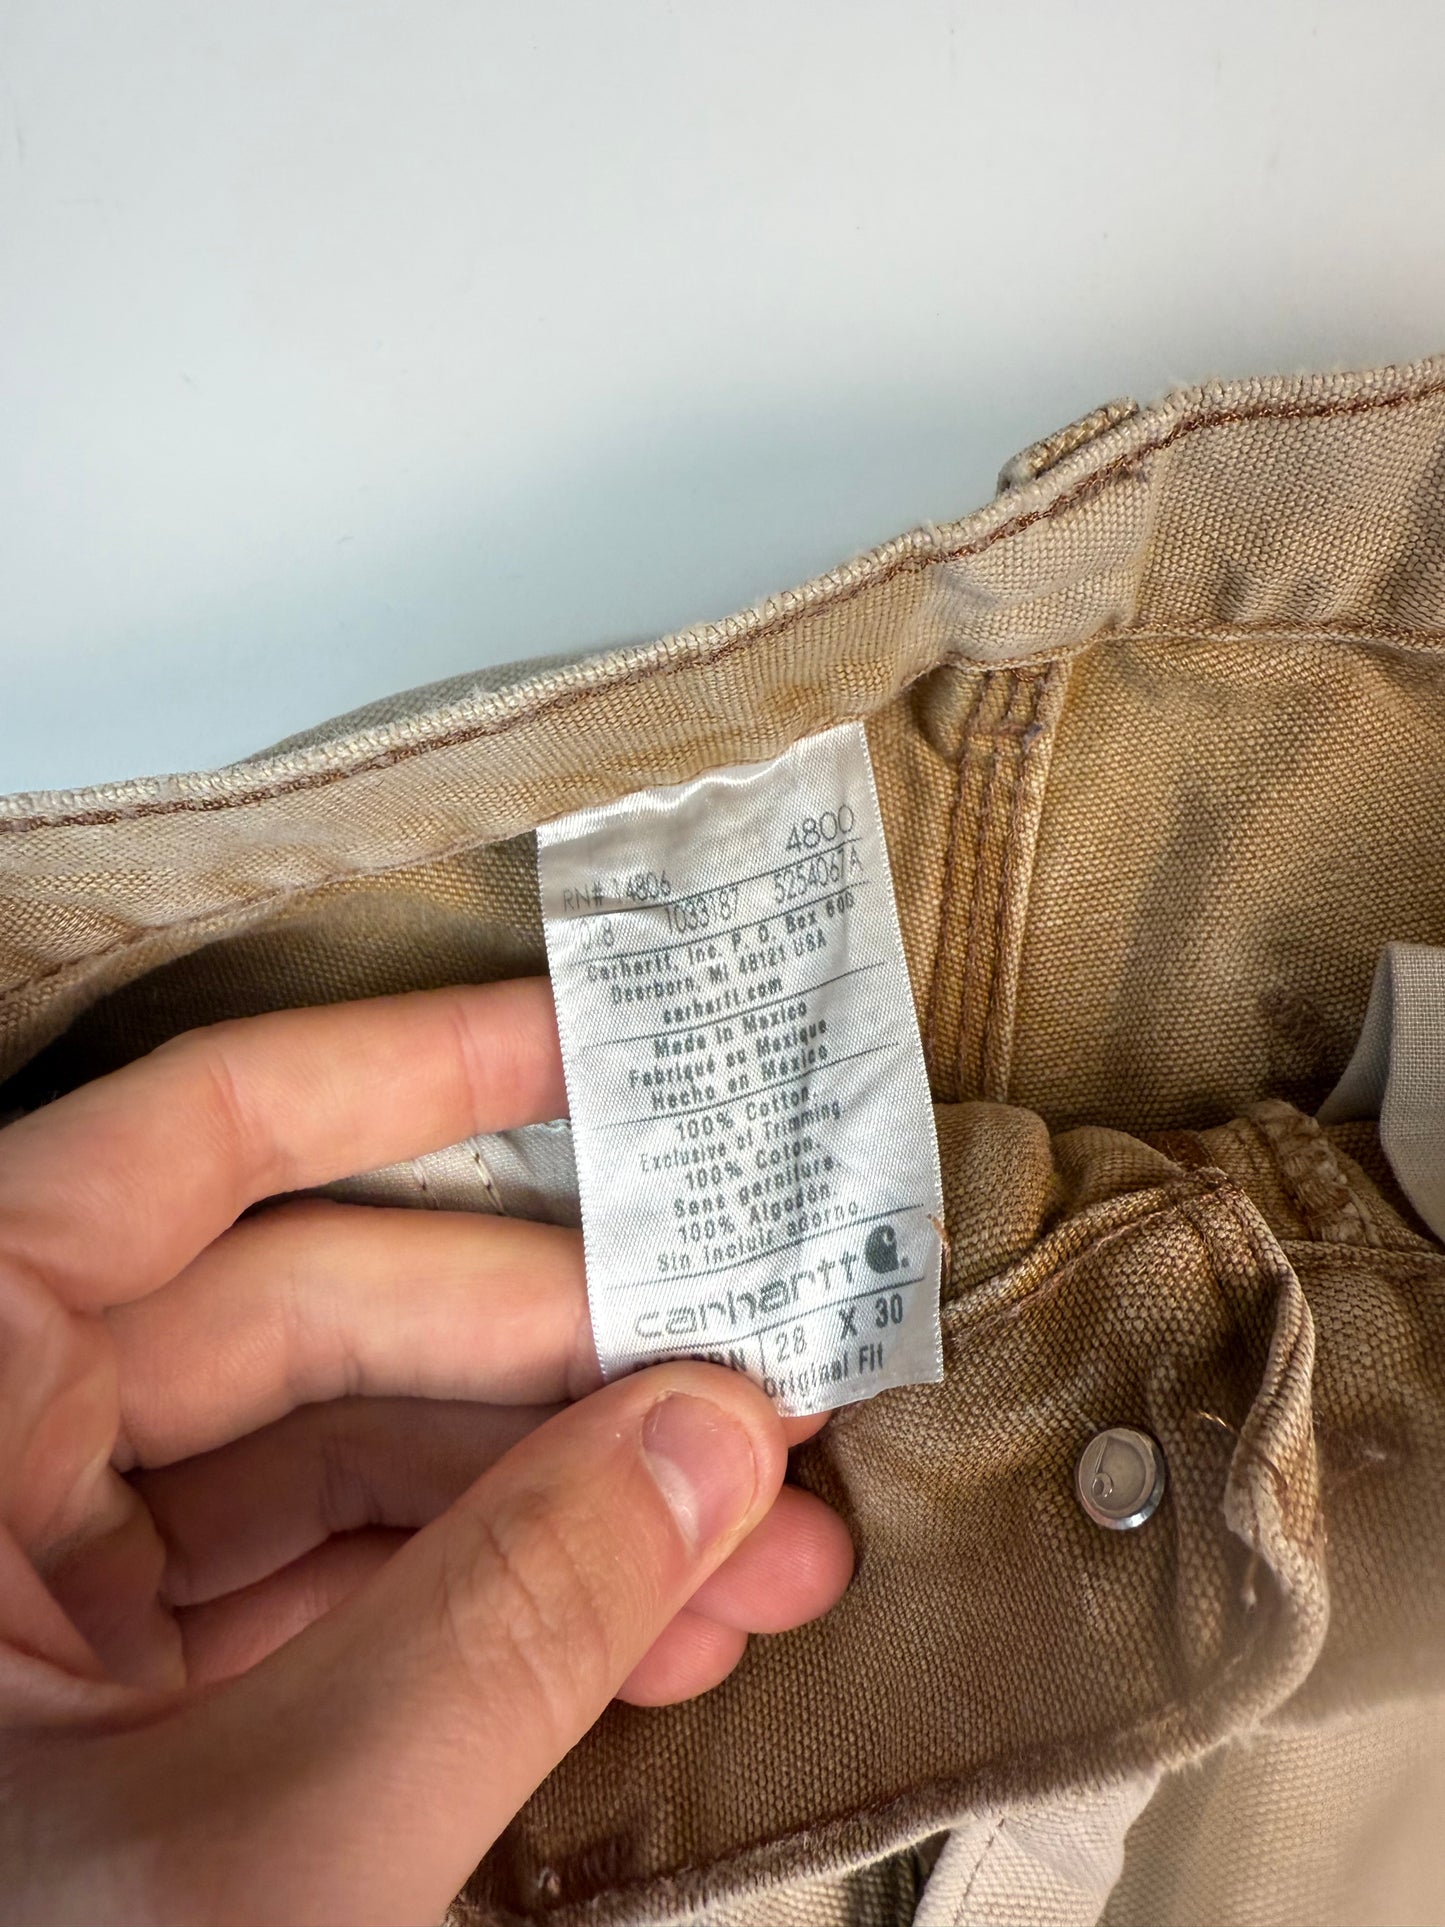 4800
RN# 14806
1033187 5254067A
Carhartt, Inc. P. O. Box 600
Dearborn, MI 48121 USA
carhartt.com
Made in Mexico
Fabriqué au Mexique
Hecho en México
100% Cotton.
Exclusive of Trimming
100% Coton.
Sans garniture.
100% Algodón.
Sin incluir adorno
carhartt
28 X 30
Original Fit